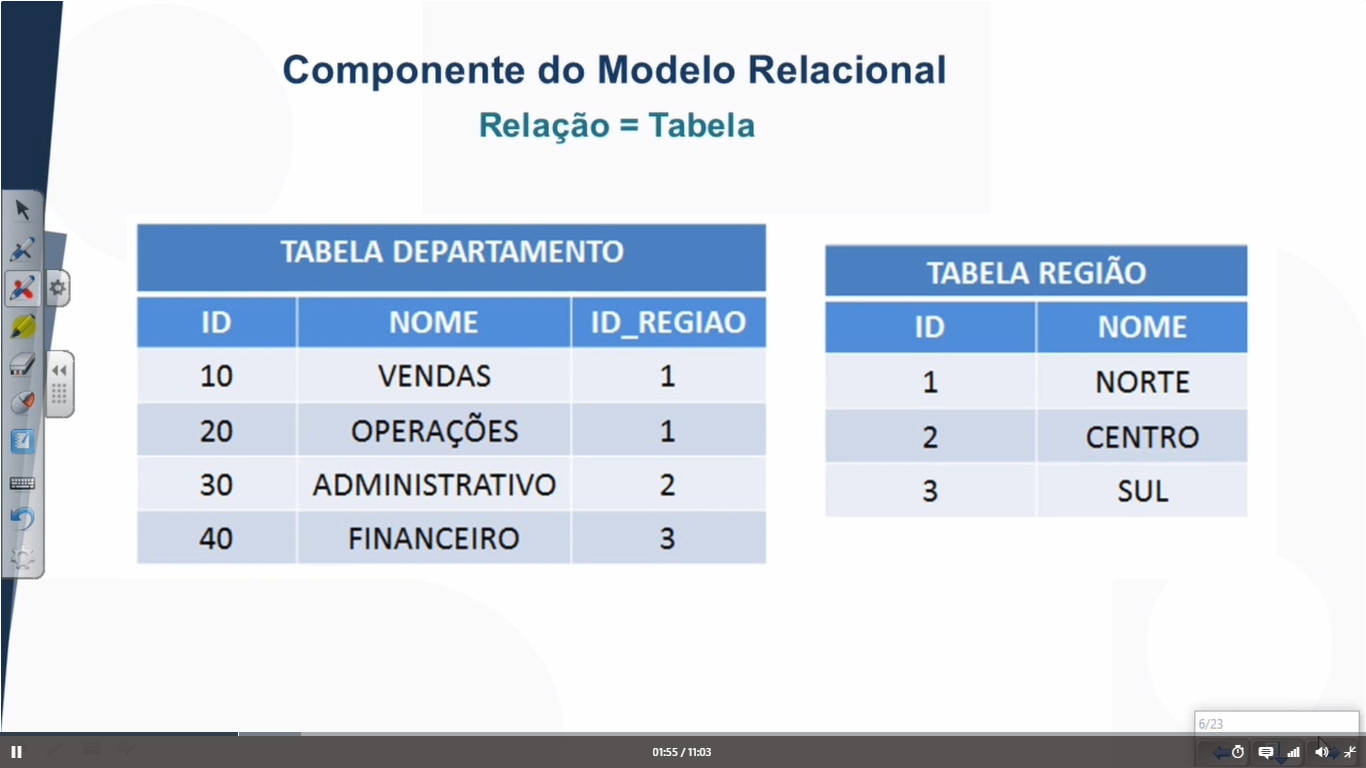 Componente do Modelo Relacional
Relação = Tabela
TABELA DEPARTAMENTO
ID NOME ID_REGIAO
10 VENDAS 1
20 OPERAÇÕES 1
30 ADMINISTRATIVO 2
40 FINANCEIRO 3
TABELA REGIÃO
ID NOME
1 NORTE
2 CENTRO
3 SUL
6/23
01:55 / 11:03